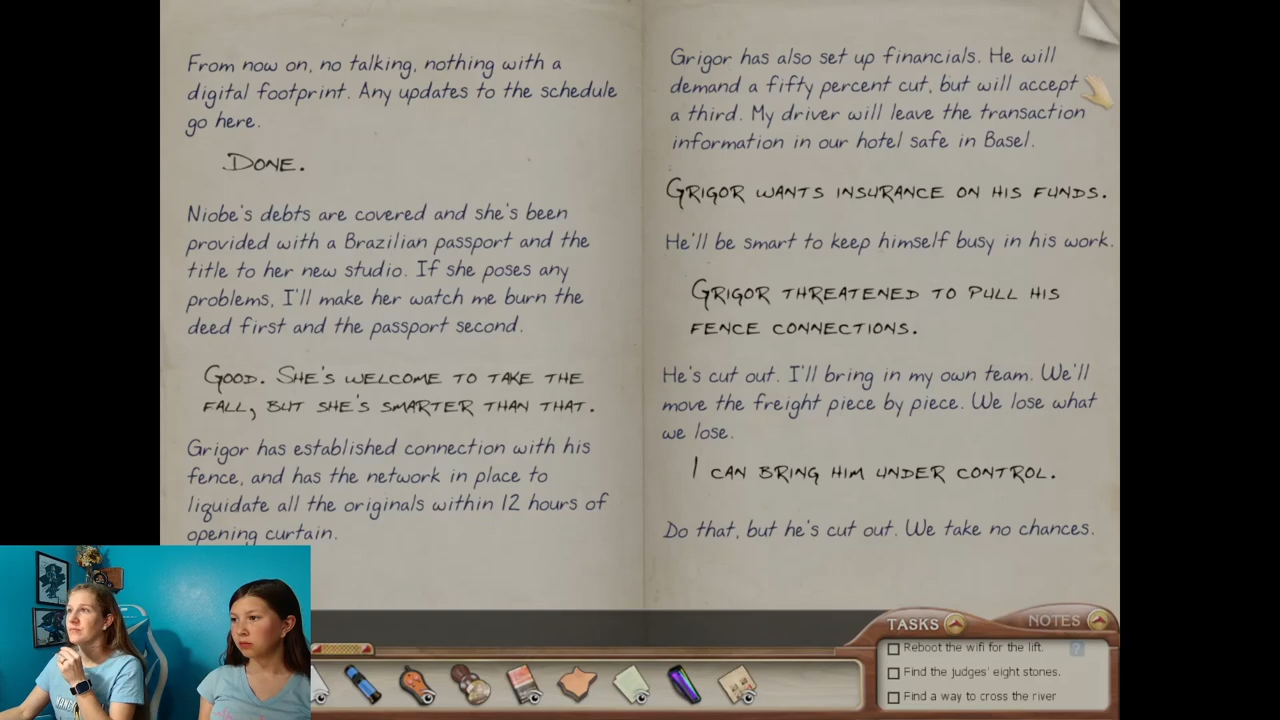 From now on, no talking, nothing with a
digital footprint. Any updates to the schedule
go here.
DONE.
Niobe's debts are covered and she's been
provided with a Brazilian passport and the
title to her new studio. If she poses any
problems, I'll make her watch me burn the
deed first and the passport second.
GOOD. SHE'S WELCOME TO TAKE THE
FALL, BUT SHE'S SMARTER THAN THAT.
Grigor has established connection with his
fence, and has the network in place to
liquidate all the originals within 12 hours of
opening curtain.
Grigor has also set up financials. He will
demand a fifty percent cut, but will accept
a third. My driver will leave the transaction
information in our hotel safe in Basel.
GRIGOR WANTS INSURANCE ON HIS FUNDS.
He'll be smart to keep himself busy in his work.
GRIGOR THREATENED TO PULL HIS
FENCE CONNECTIONS.
He's cut out. I'll bring in my own team. We'll
move the freight piece by piece. We lose what
we lose.
I CAN BRING HIM UNDER CONTROL.
Do that, but he's cut out. We take no chances.
TASKS
NOTES
Reboot the wifi for the lift.
?
Find the judges' eight stones.
Find a way to cross the river